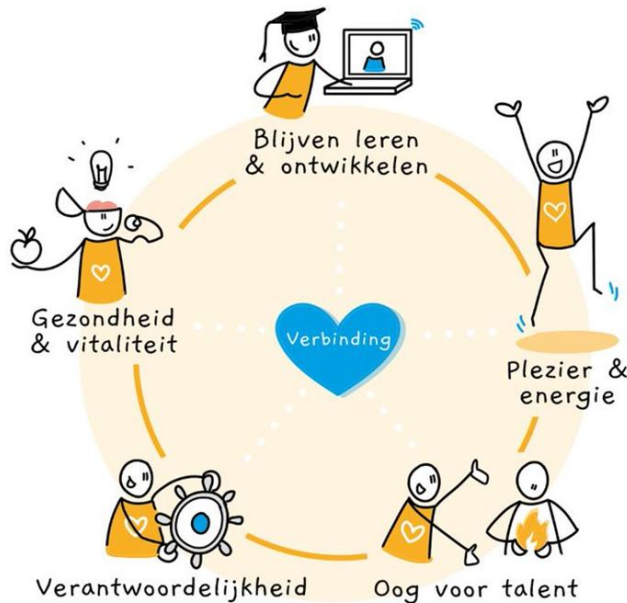 Blijven leren
& ontwikkelen
Plezier &
energie
Oog voor talent
Verantwoordelijkheid
Gezondheid
& vitaliteit
Verbinding